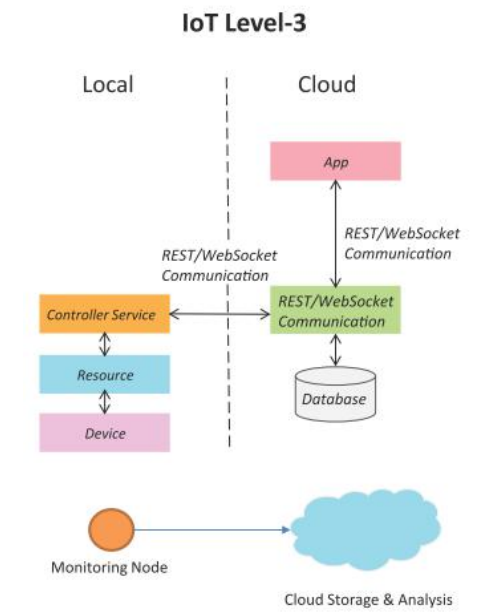 IoT Level-3
Local
Cloud
App
REST/WebSocket
Communication
REST/WebSocket
Communication
Controller Service
REST/WebSocket
Communication
Resource
Database
Device
Monitoring Node
Cloud Storage & Analysis